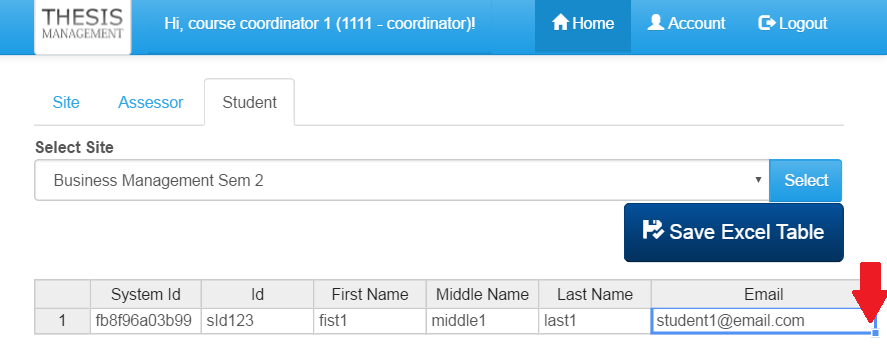 THESIS
MANAGEMENT
Hi, course coordinator 1 (1111 - coordinator)!
Home
Account
Logout
Site
Assessor
Student
Select Site
Business Management Sem 2
Select
Save Excel Table
System Id Id First Name Middle Name Last Name Email
1 fb8f96a03b99 sId123 fist1 middle1 last1 student1@email.com